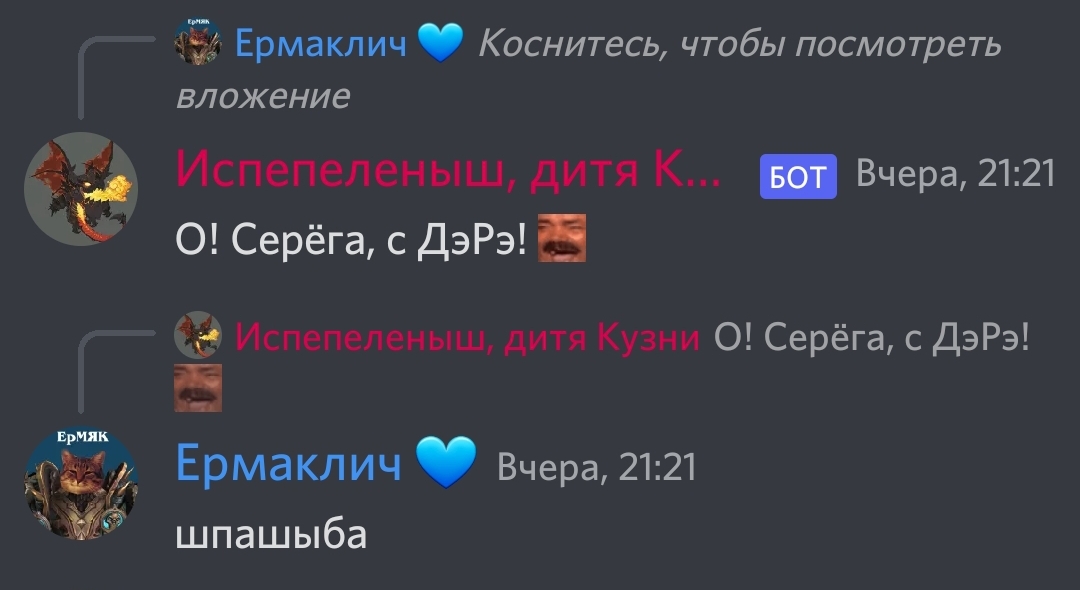 Ермаклич 💙 Коснитесь, чтобы посмотреть
вложение
Испепеленыш, дитя К... БОТ Вчера, 21:21
О! Серёга, с ДэРэ!
Испепеленыш, дитя Кузни О! Серёга, с ДэРэ!
ЕрМЯК
Ермаклич 💙 Вчера, 21:21
шпашыба